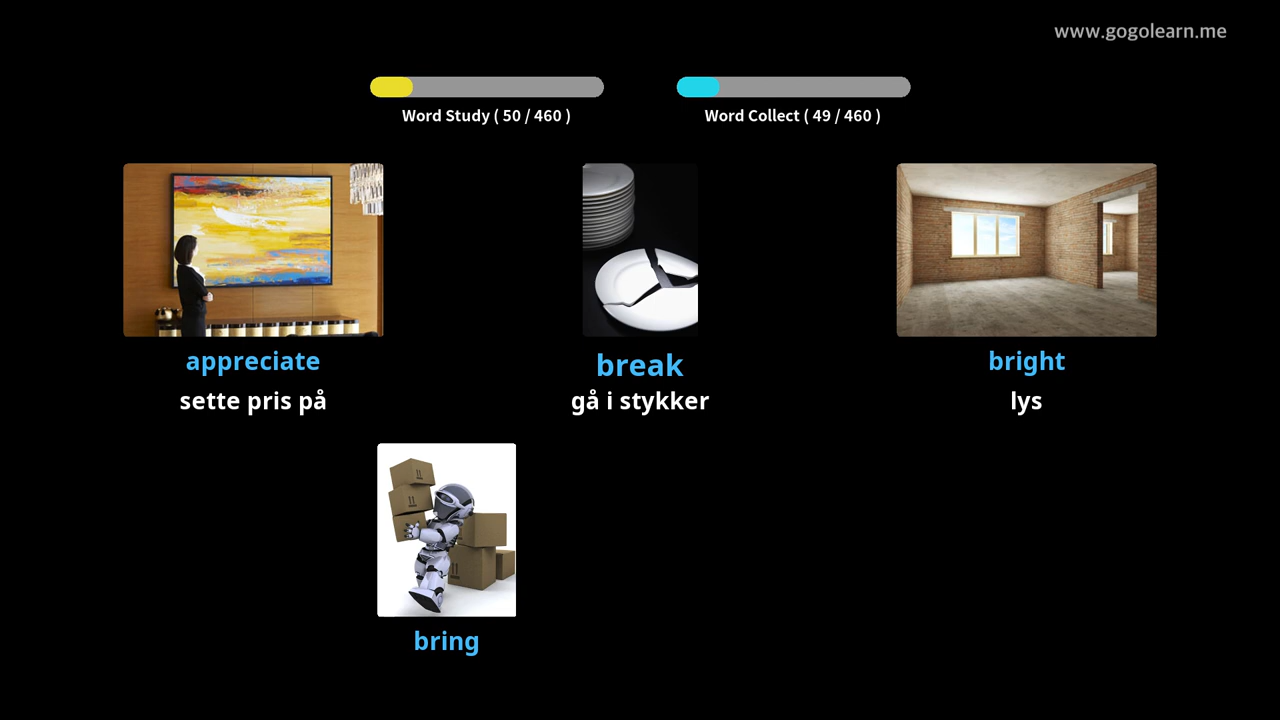 www.gogolearn.me
Word Study ( 50 / 460 )
Word Collect ( 49 / 460 )
appreciate
break
bright
sette pris på
gå i stykker
lys
bring